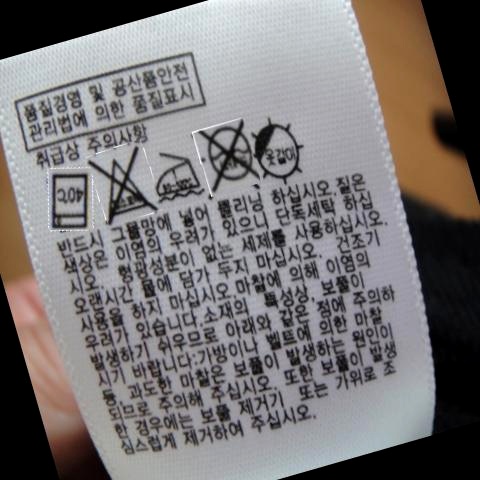 품질경영 및 공산품안전
관리법에 의한 품질표시
취급상 주의사항
40℃
옷걸이
반드시 그물망에 넣어 클리닝 하십시오.짙은
색상은 이염의 우려가 있으니 단독세탁 하십
시오. 형광성분이 없는 세제를 사용하십시오.
오랜시간 물에 담가 두지 마십시오. 건조기
사용을 하지 마십시오.마찰에 의해 이염의
우려가 있습니다.소재의 특성상, 보풀이
발생하기 쉬우므로 아래와 같은 점에 주의하
시기 바랍니다:가방이나 벨트에 의한 마찰
등, 과도한 마찰은 보풀이 발생하는 원인이
되므로 주의해 주십시오. 또한 보풀이 발생
한 경우에는 보풀 제거기 또는 가위로 조
심스럽게 제거하여 주십시오.